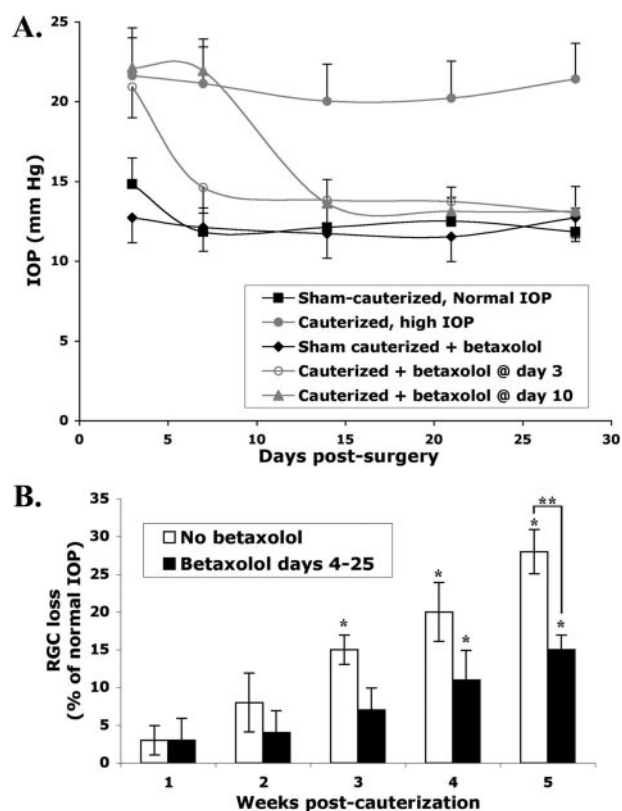 A.
25
20
15
10
5
0
IOP (mm Hg)
Sham-cauterized, Normal IOP
Cauterized, high IOP
Sham cauterized + betaxolol
Cauterized + betaxolol @ day 3
Cauterized + betaxolol @ day 10
0 5 10 15 20 25 30
Days post-surgery
B.
35
30
25
20
15
10
5
0
RGC loss
(% of normal IOP)
No betaxolol
Betaxolol days 4-25
* * * * ** *
1 2 3 4 5
Weeks post-cauterization